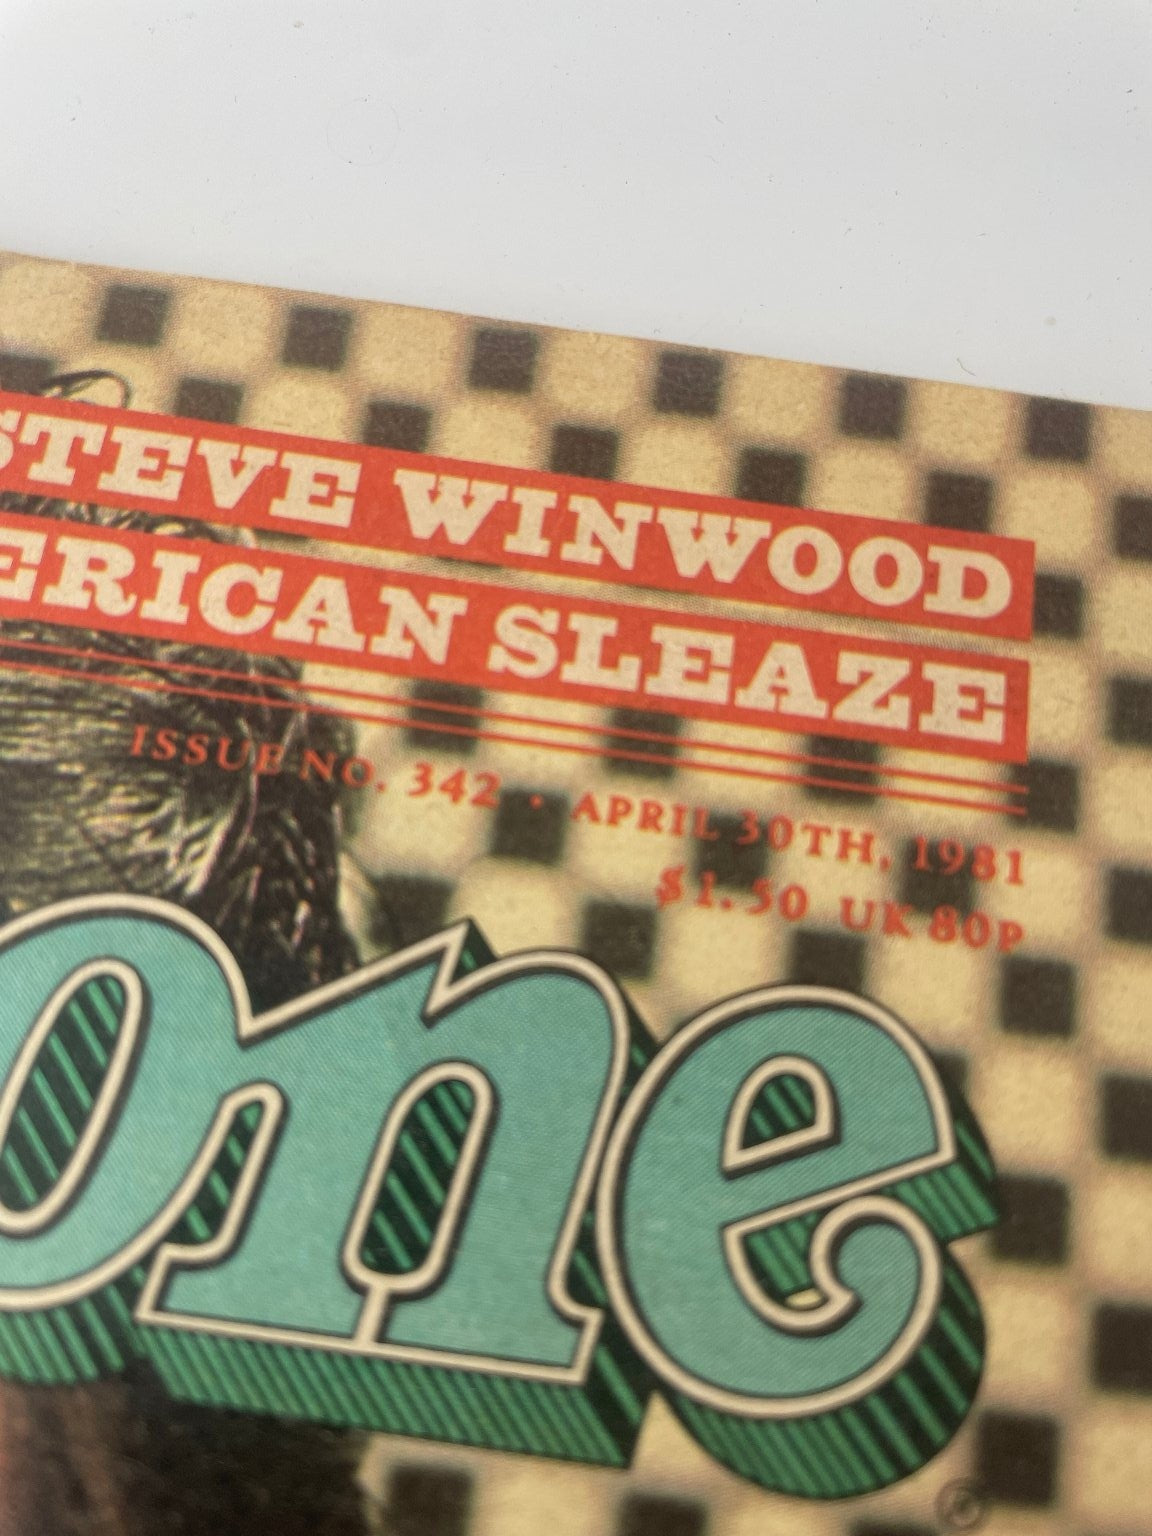 STEVE WINWOOD
ERICAN SLEAZE
ISSUE NO. 342 · APRIL 30TH, 1981
$1.50 UK 80P
one
®